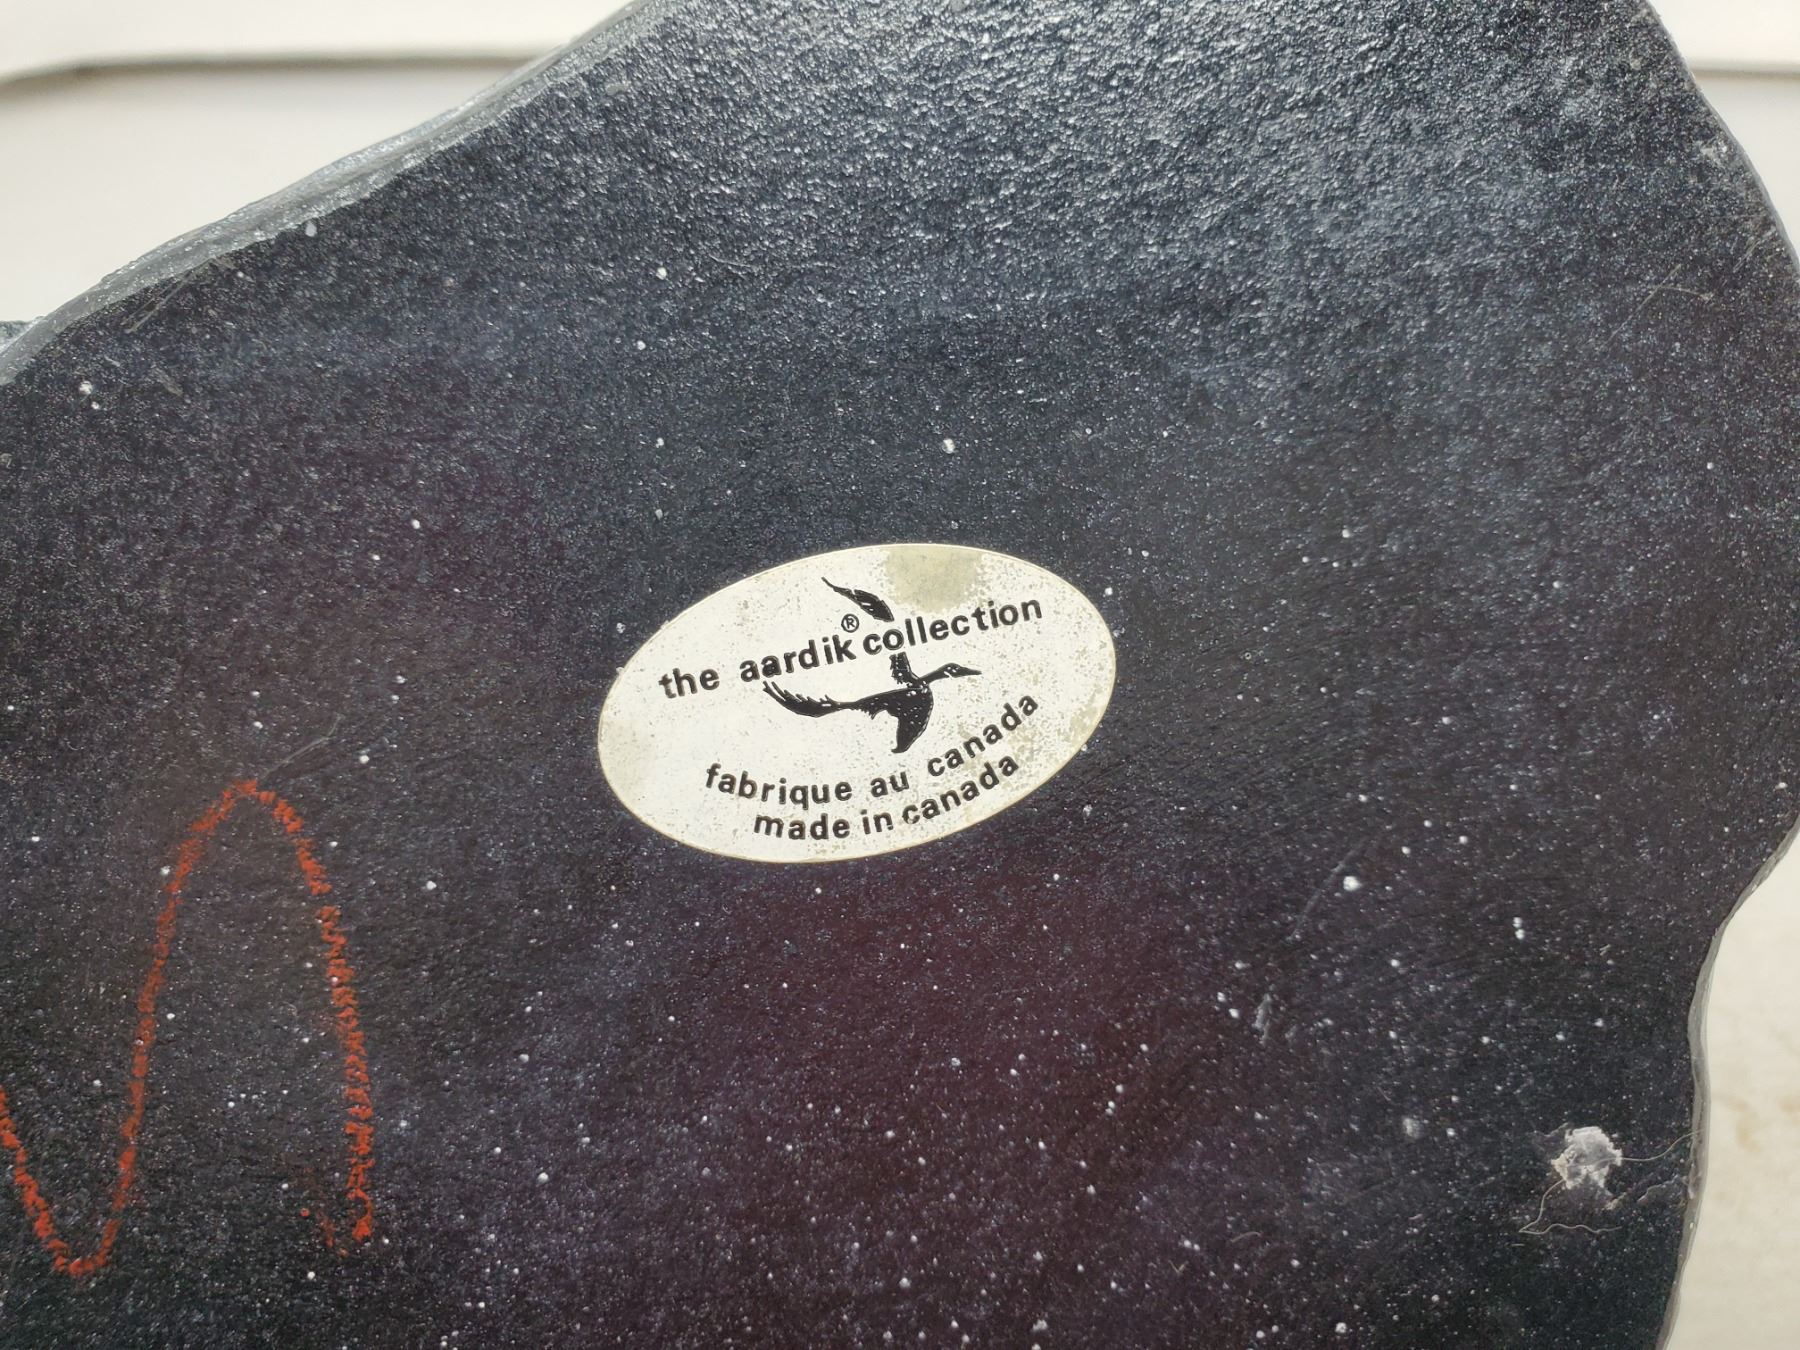 ®
the aardik collection
fabrique au canada
made in canada